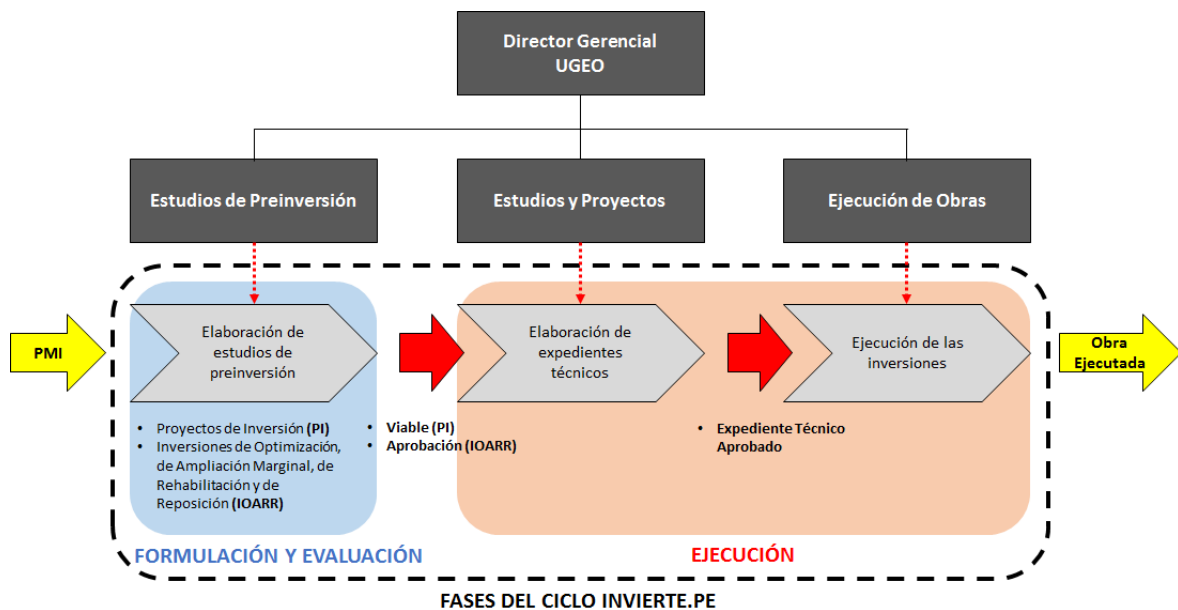 Director Gerencial
UGEO
Estudios de Preinversión
Estudios y Proyectos
Ejecución de Obras
PMI
Elaboración de
estudios de
preinversión
Elaboración de
expedientes
técnicos
Ejecución de las
inversiones
Obra
Ejecutada
• Proyectos de Inversión (PI)
• Inversiones de Optimización,
de Ampliación Marginal, de
Rehabilitación y de
Reposición (IOARR)
• Viable (PI)
• Aprobación (IOARR)
• Expediente Técnico
Aprobado
FORMULACIÓN Y EVALUACIÓN
EJECUCIÓN
FASES DEL CICLO INVIERTE.PE